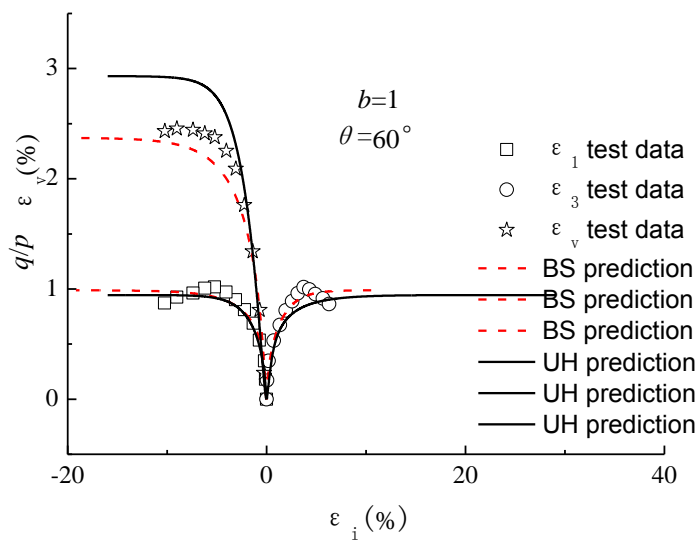 3
2
1
0
q/p ε v(%)
b=1
θ=60°
ε 1 test data
ε 3 test data
ε v test data
BS prediction
BS prediction
BS prediction
UH prediction
UH prediction
UH prediction
-20
0
20
40
ε i (%)